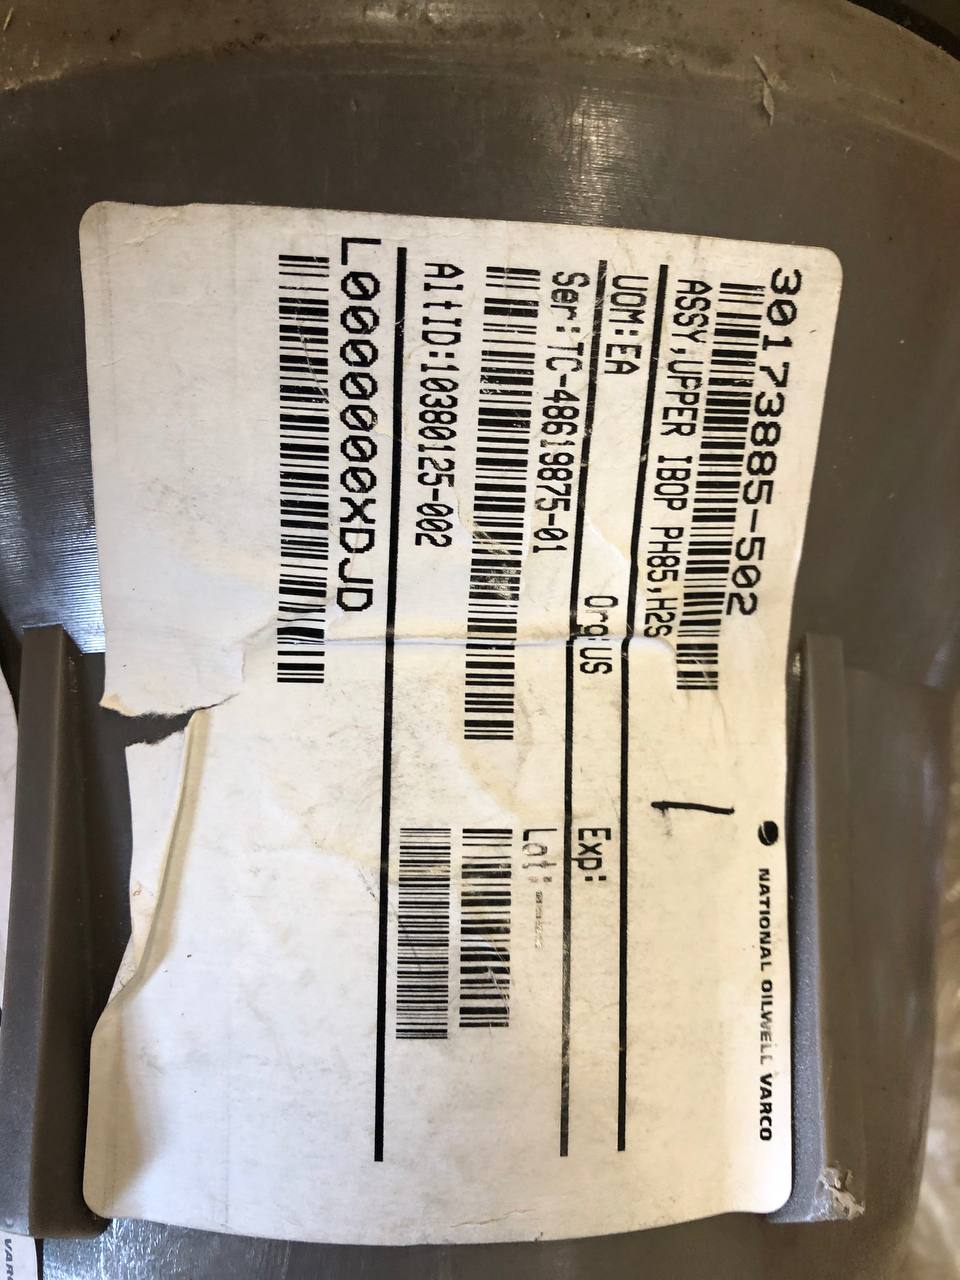 30173885-502
NATIONAL OILWELL VARCO
ASSY,UPPER IBOP PH85,H2S
UOM:EA Org:US Exp:
Ser:TC-48619875-01 Lot:
AltID:10380125-002
L0000000XDJD